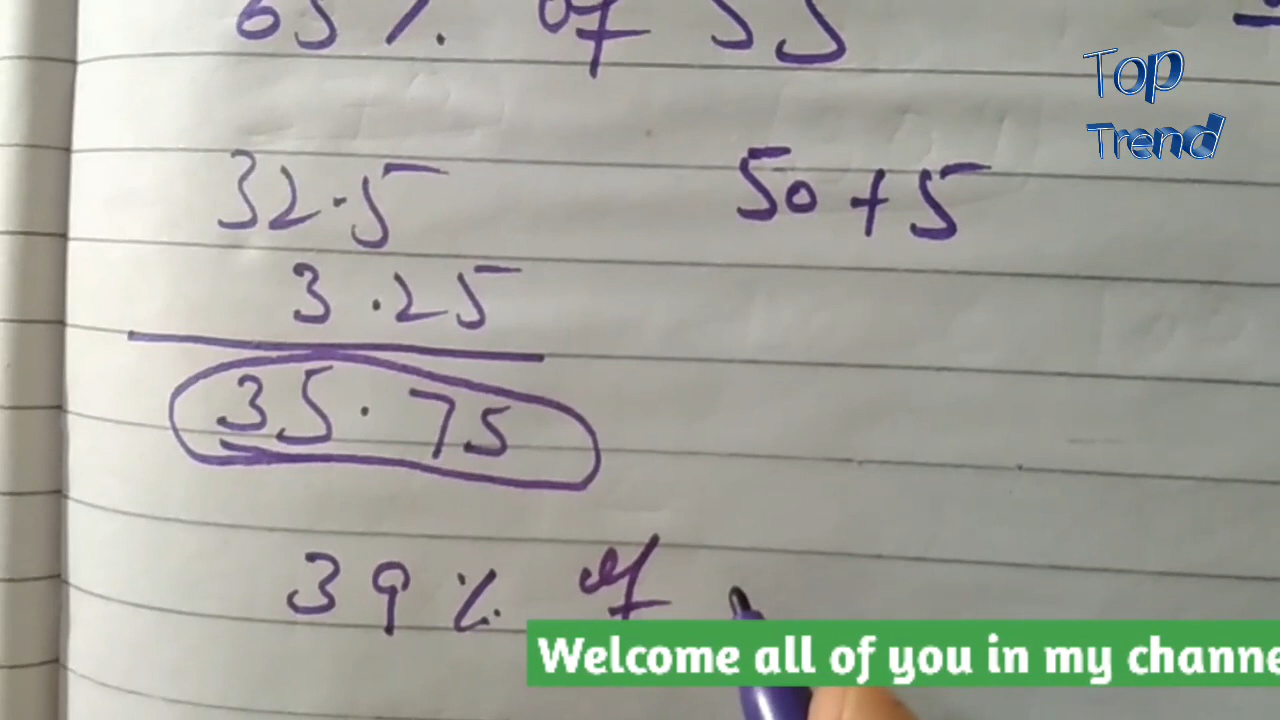 65% of 55
Top
Trend
32.5 50+5
3.25
35.75
39% of
Welcome all of you in my channe